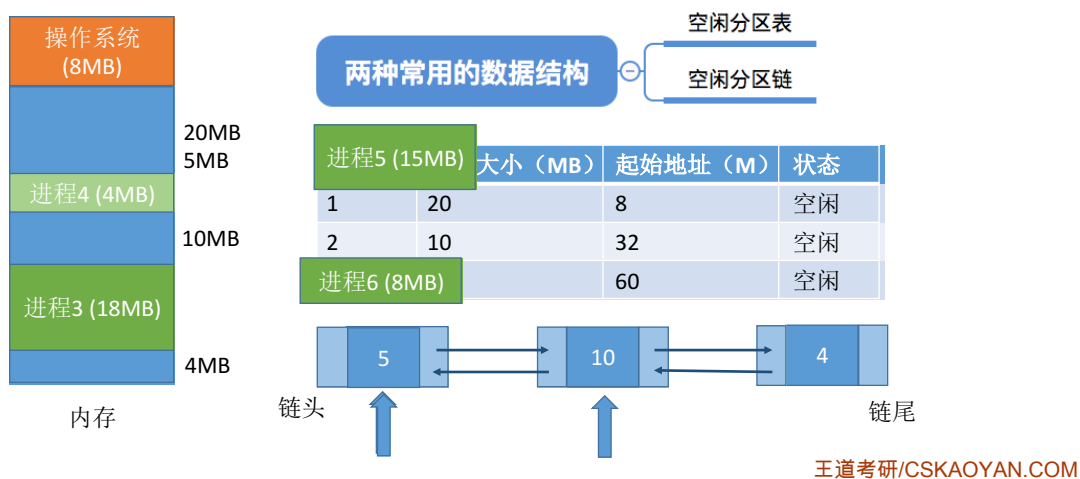 操作系统
(8MB)
20MB
5MB
进程4 (4MB)
10MB
进程3 (18MB)
4MB
内存
两种常用的数据结构
空闲分区表
空闲分区链
进程5 (15MB)
大小（MB） 起始地址（M） 状态
1 20 8 空闲
2 10 32 空闲
进程6 (8MB) 60 空闲
5 10 4
链头
链尾
王道考研/CSKAOYAN.COM